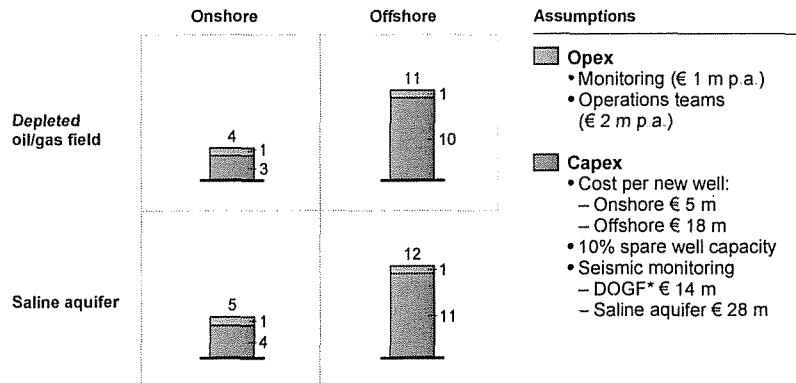 Onshore
Offshore
Assumptions
Depleted
oil/gas field
4
1
3
11
1
10
Saline aquifer
5
1
4
12
1
11
Opex
• Monitoring (€ 1 m p.a.)
• Operations teams
(€ 2 m p.a.)
Capex
• Cost per new well:
– Onshore € 5 m
– Offshore € 18 m
• 10% spare well capacity
• Seismic monitoring
– DOGF* € 14 m
– Saline aquifer € 28 m